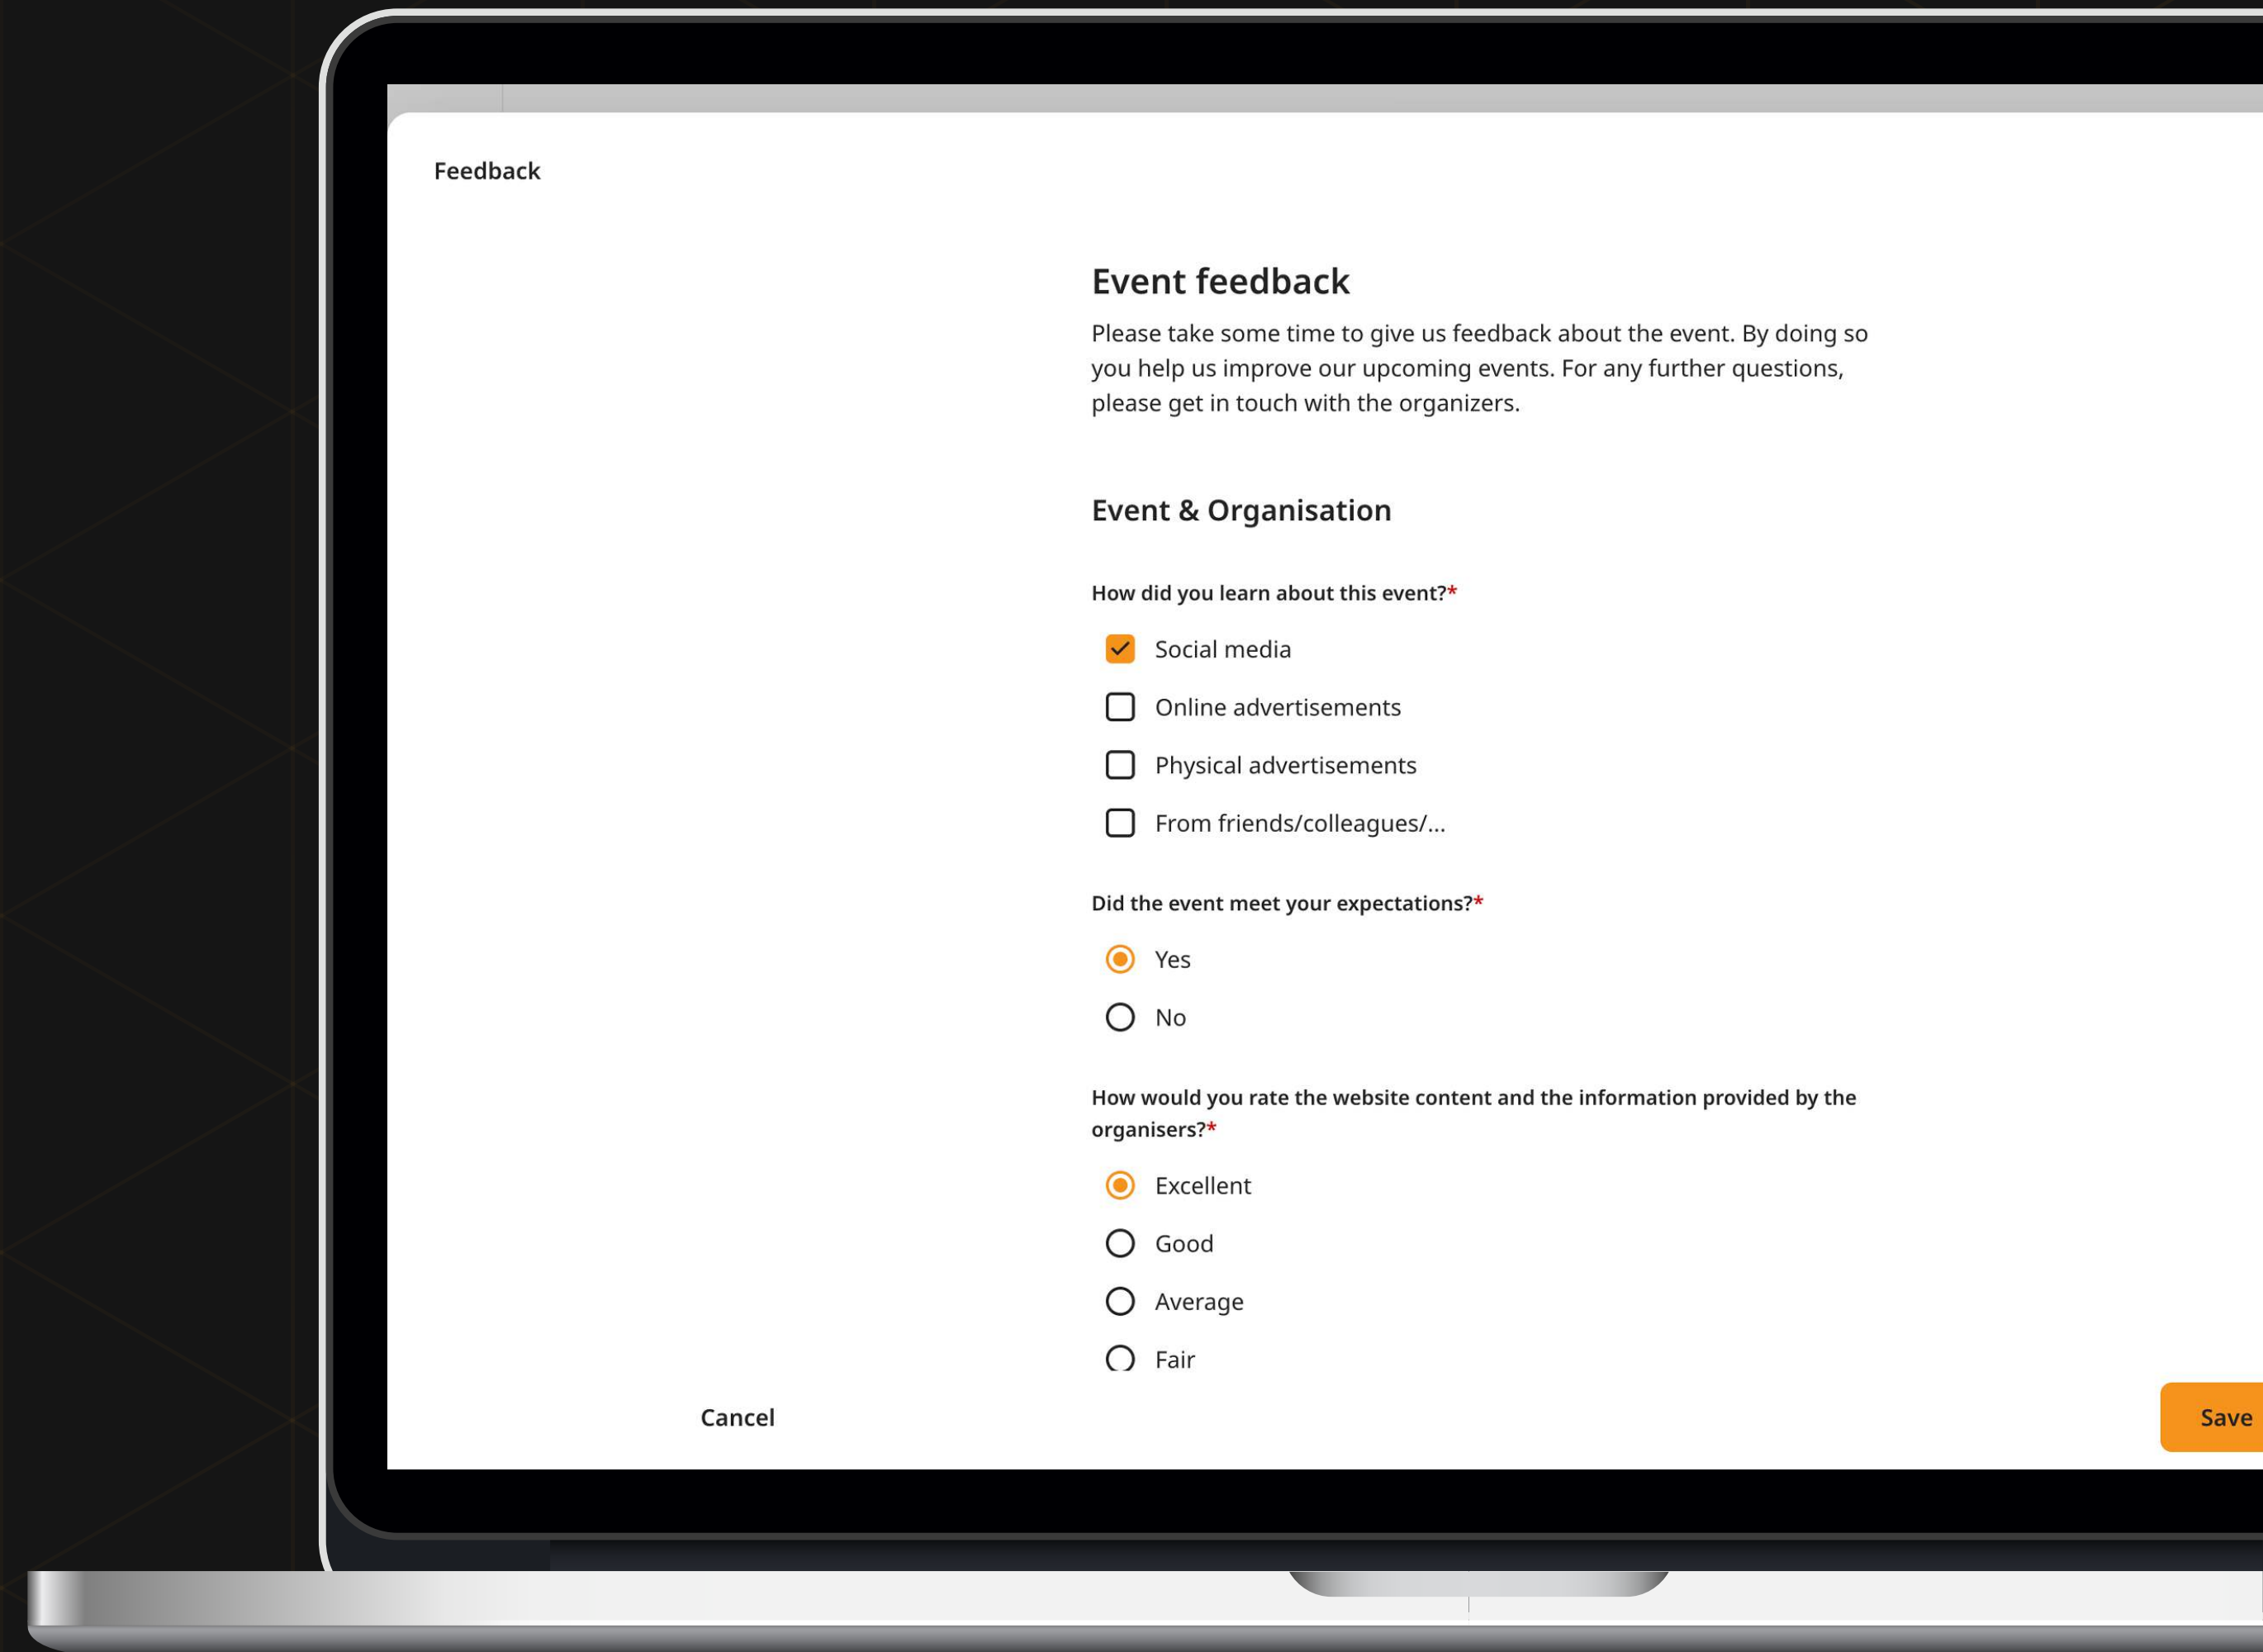 Feedback
Event feedback
Please take some time to give us feedback about the event. By doing so
you help us improve our upcoming events. For any further questions,
please get in touch with the organizers.
Event & Organisation
How did you learn about this event?*
Social media
Online advertisements
Physical advertisements
From friends/colleagues/...
Did the event meet your expectations?*
Yes
No
How would you rate the website content and the information provided by the
organisers?*
Excellent
Good
Average
Fair
Cancel
Save